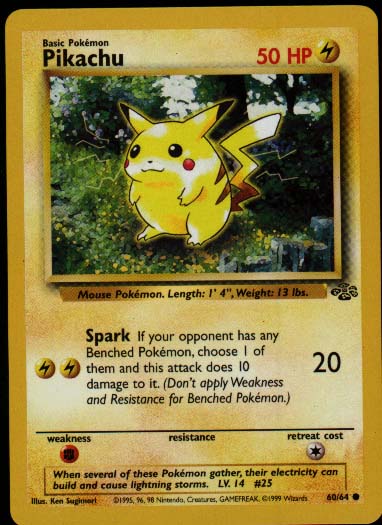 Basic Pokémon
Pikachu
50 HP
Mouse Pokémon. Length: 1' 4", Weight: 13 lbs.
Spark If your opponent has any
Benched Pokémon, choose 1 of
them and this attack does 10
damage to it. (Don't apply Weakness
and Resistance for Benched Pokémon.)
20
weakness
resistance
retreat cost
When several of these Pokémon gather, their electricity can
build and cause lightning storms. LV. 14 #25
Illus. Ken Sugimori
©1995, 96, 98 Nintendo, Creatures, GAMEFREAK. ©1999 Wizards
60/64